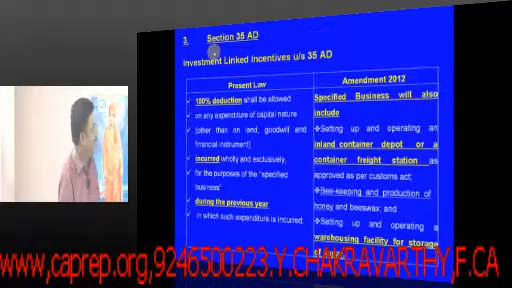 3. Section 35 AD
Investment Linked incentives u/s 35 AD
Present Law
✓ 100% deduction shall be allowed
✓ on any expenditure of capital nature
✓ (other than on land, goodwill and
financial instrument)
✓ incurred wholly and exclusively,
✓ for the purposes of the "specified
business"
✓ during the previous year
✓ in which such expenditure is incurred.
Amendment 2012
Specified Business will also
include
❖Setting up and operating an
inland container depot or a
container freight station as
approved as per customs act;
❖Bee-keeping and production of
honey and beeswax; and
❖Setting up and operating a
warehousing facility for storage
of
www,caprep.org,9246500223.Y.CHAKRAVARTHY,F.CA